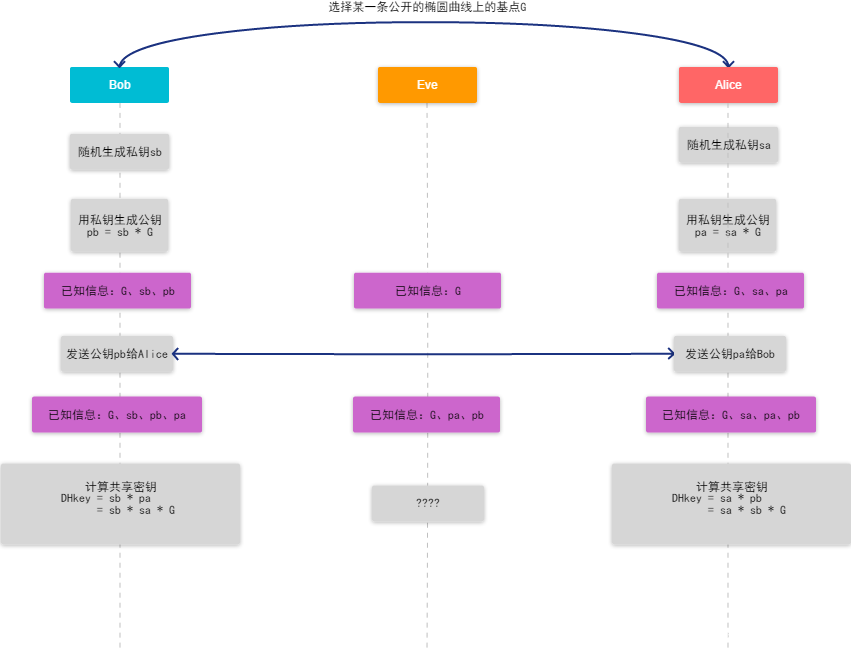 选择某一条公开的椭圆曲线上的基点G
Bob
Eve
Alice
随机生成私钥sb
随机生成私钥sa
用私钥生成公钥
pb = sb * G
用私钥生成公钥
pa = sa * G
已知信息：G、sb、pb
已知信息：G
已知信息：G、sa、pa
发送公钥pb给Alice
发送公钥pa给Bob
已知信息：G、sb、pb、pa
已知信息：G、pa、pb
已知信息：G、sa、pa、pb
计算共享密钥
DHkey = sb * pa
= sb * sa * G
????
计算共享密钥
DHkey = sa * pb
= sa * sb * G